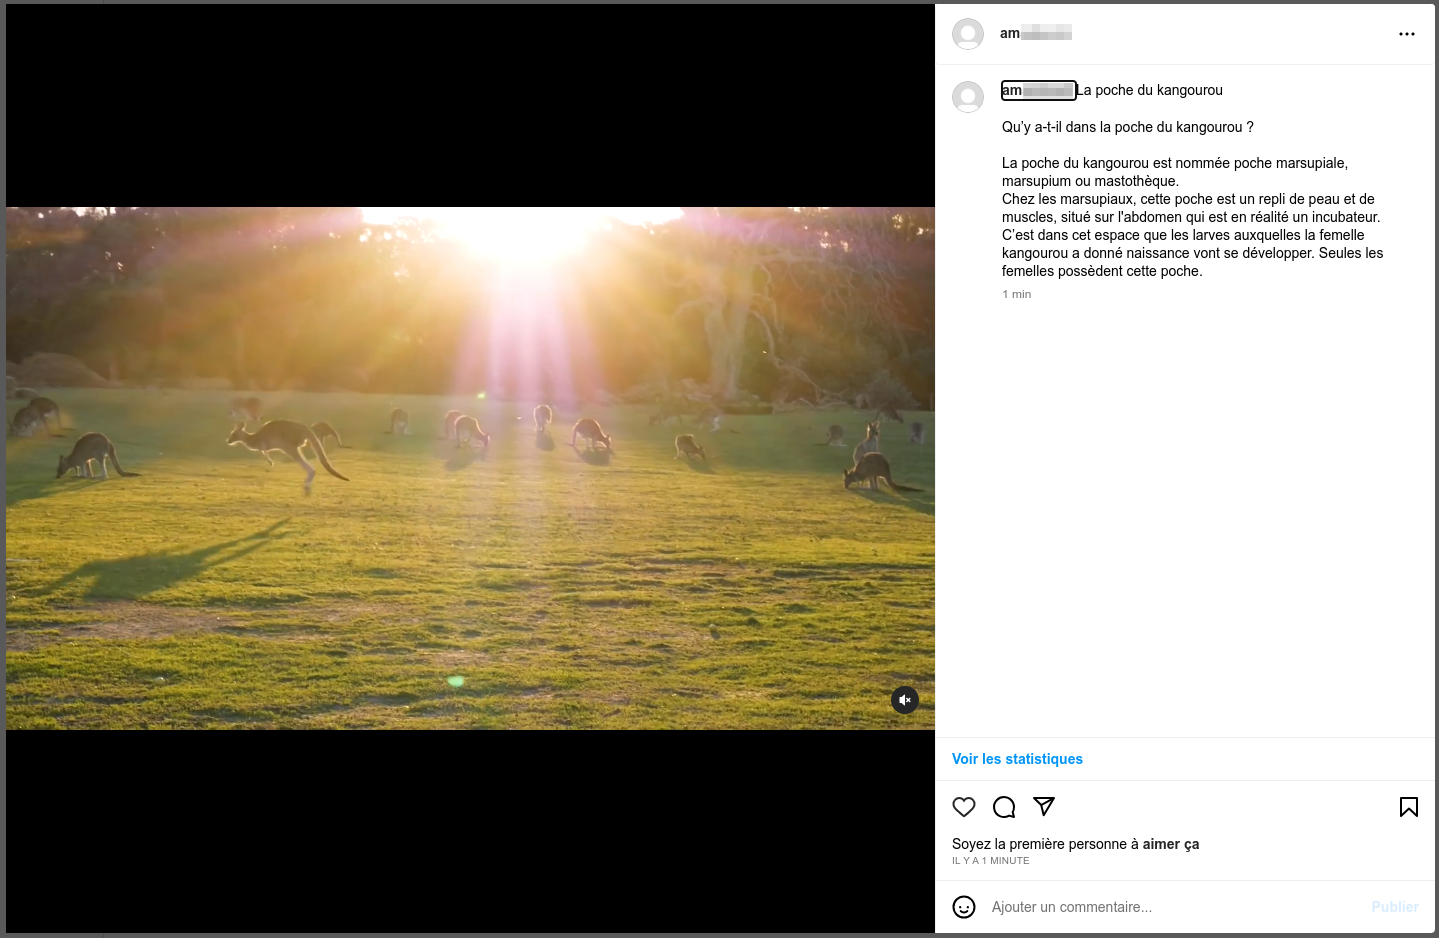 am
am La poche du kangourou
Qu’y a-t-il dans la poche du kangourou ?
La poche du kangourou est nommée poche marsupiale,
marsupium ou mastothèque.
Chez les marsupiaux, cette poche est un repli de peau et de
muscles, situé sur l'abdomen qui est en réalité un incubateur.
C’est dans cet espace que les larves auxquelles la femelle
kangourou a donné naissance vont se développer. Seules les
femelles possèdent cette poche.
1 min
Voir les statistiques
Soyez la première personne à aimer ça
IL Y A 1 MINUTE
Ajouter un commentaire...
Publier